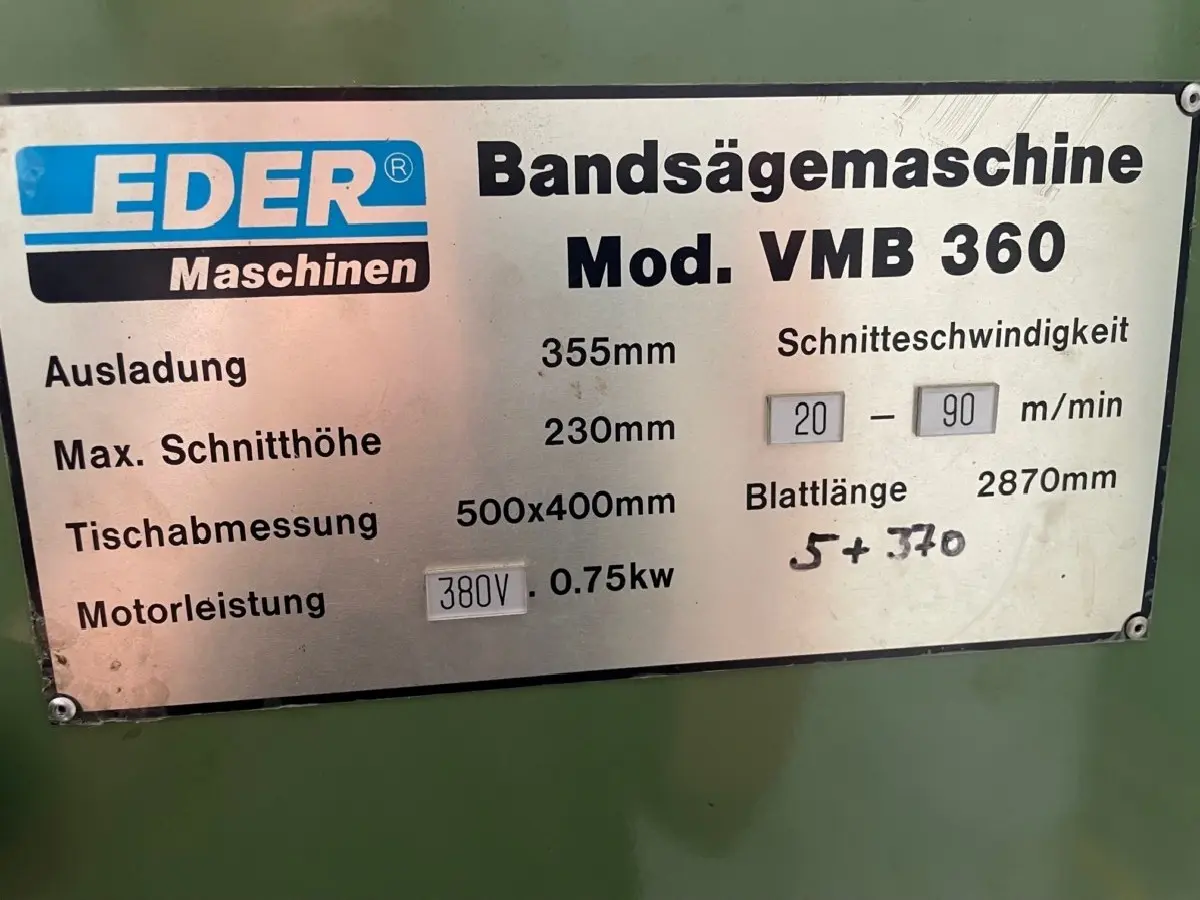 EDER®
Maschinen
Bandsägemaschine
Mod. VMB 360
Ausladung 355mm
Max. Schnitthöhe 230mm
Tischabmessung 500x400mm
Motorleistung 380V. 0.75kw
Schnitteschwindigkeit
20 – 90 m/min
Blattlänge 2870mm
5+370